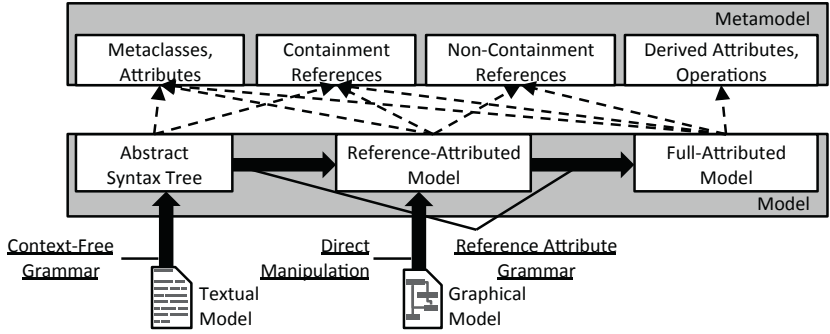 Metamodel
Metaclasses,
Attributes
Containment
References
Non-Containment
References
Derived Attributes,
Operations
Abstract
Syntax Tree
Reference-Attributed
Model
Full-Attributed
Model
Model
Context-Free
Grammar
Textual
Model
Direct
Manipulation
Graphical
Model
Reference Attribute
Grammar